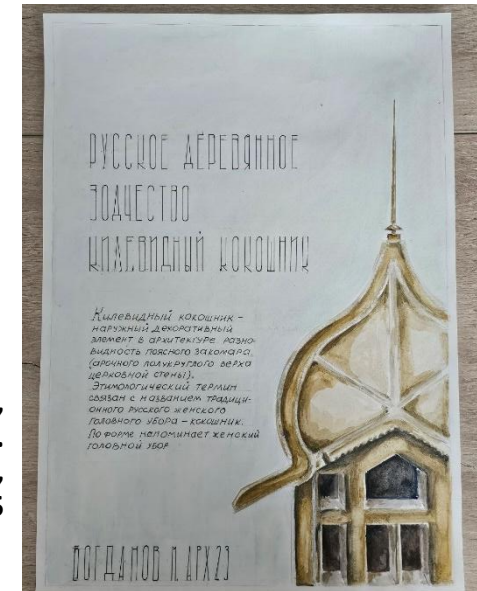 РУССКОЕ ДЕРЕВЯННОЕ
ЗОДЧЕСТВО
КИЛЕВИДНЫЙ КОКОШНИК
Килевидный кокошник –
наружный декоративный
элемент в архитектуре разно-
видность поясного закомара,
(арочного полукруглого верха
церковной стены).
Этимологический термин
связан с названием традици-
онного русского женского
головного убора – кокошник.
По форме напоминает женский
головной убор
БОГДАНОВ П. АРХ 23